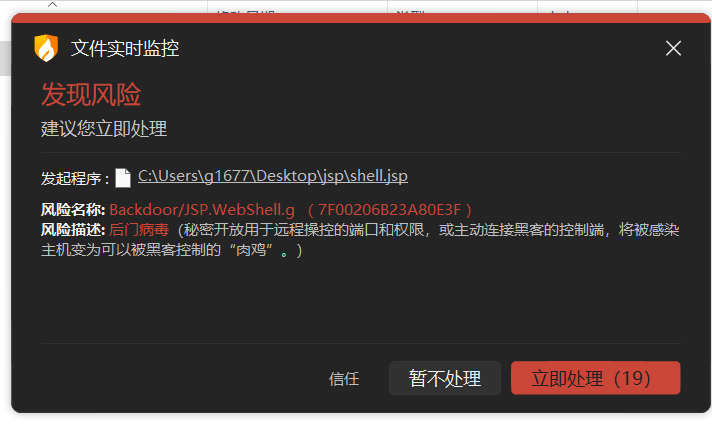 文件实时监控
发现风险
建议您立即处理
发起程序 : C:\Users\g1677\Desktop\jsp\shell.jsp
风险名称: Backdoor/JSP.WebShell.g （ 7F00206B23A80E3F ）
风险描述: 后门病毒（秘密开放用于远程操控的端口和权限，或主动连接黑客的控制端，将被感染
主机变为可以被黑客控制的“肉鸡”。）
信任 暂不处理 立即处理（19）